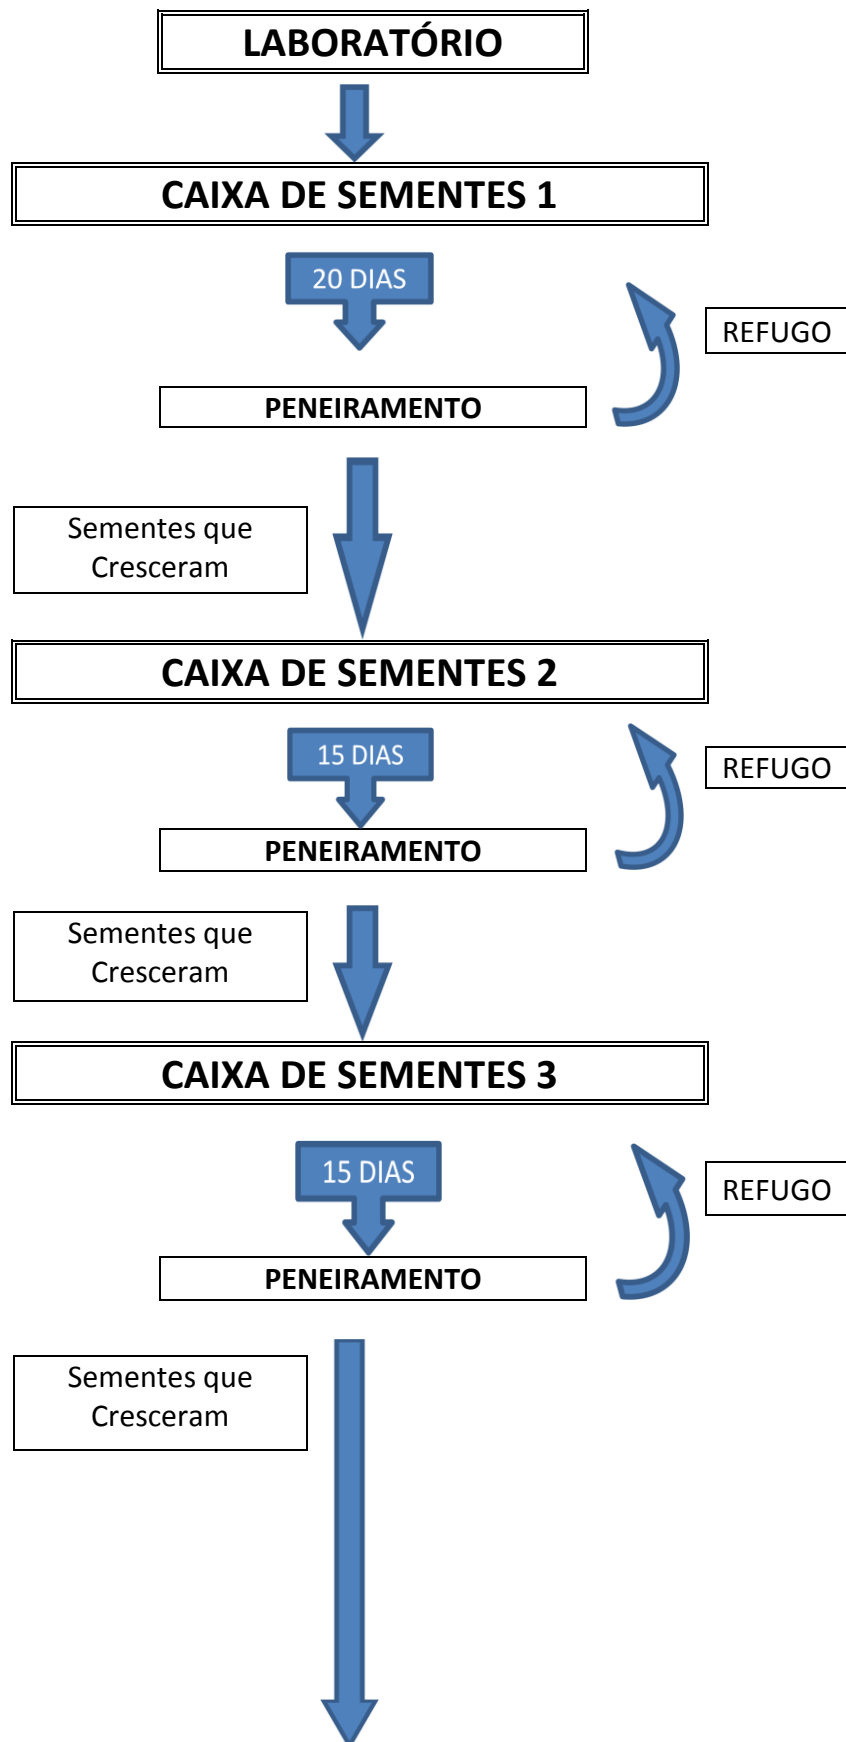 LABORATÓRIO
CAIXA DE SEMENTES 1
20 DIAS
REFUGO
PENEIRAMENTO
Sementes que
Cresceram
CAIXA DE SEMENTES 2
15 DIAS
REFUGO
PENEIRAMENTO
Sementes que
Cresceram
CAIXA DE SEMENTES 3
15 DIAS
REFUGO
PENEIRAMENTO
Sementes que
Cresceram